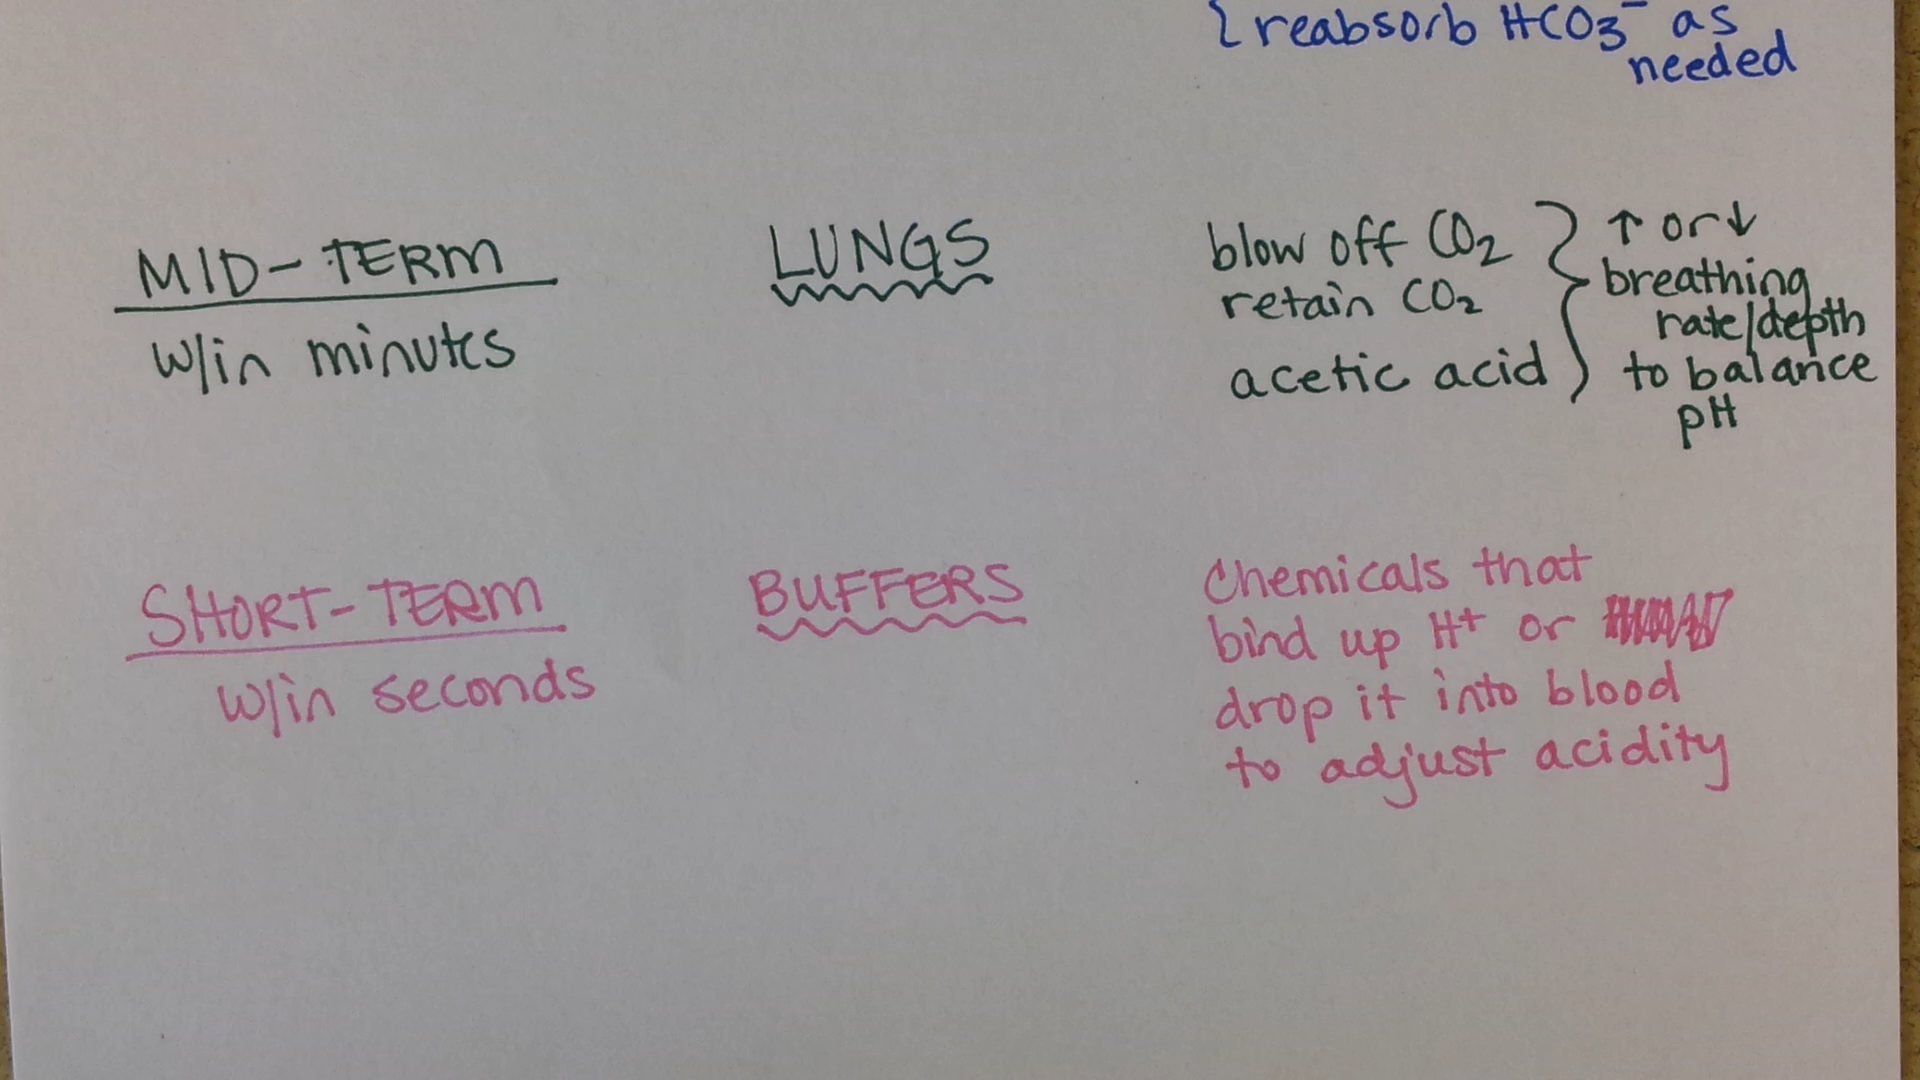 { reabsorb HCO3⁻ as
needed
MID-TERM
w/in minutes
LUNGS
blow off CO2
retain CO2
acetic acid
↑ or ↓
breathing
rate/depth
to balance
pH
SHORT-TERM
w/in seconds
BUFFERS
Chemicals that
bind up H⁺ or
drop it into blood
to adjust acidity